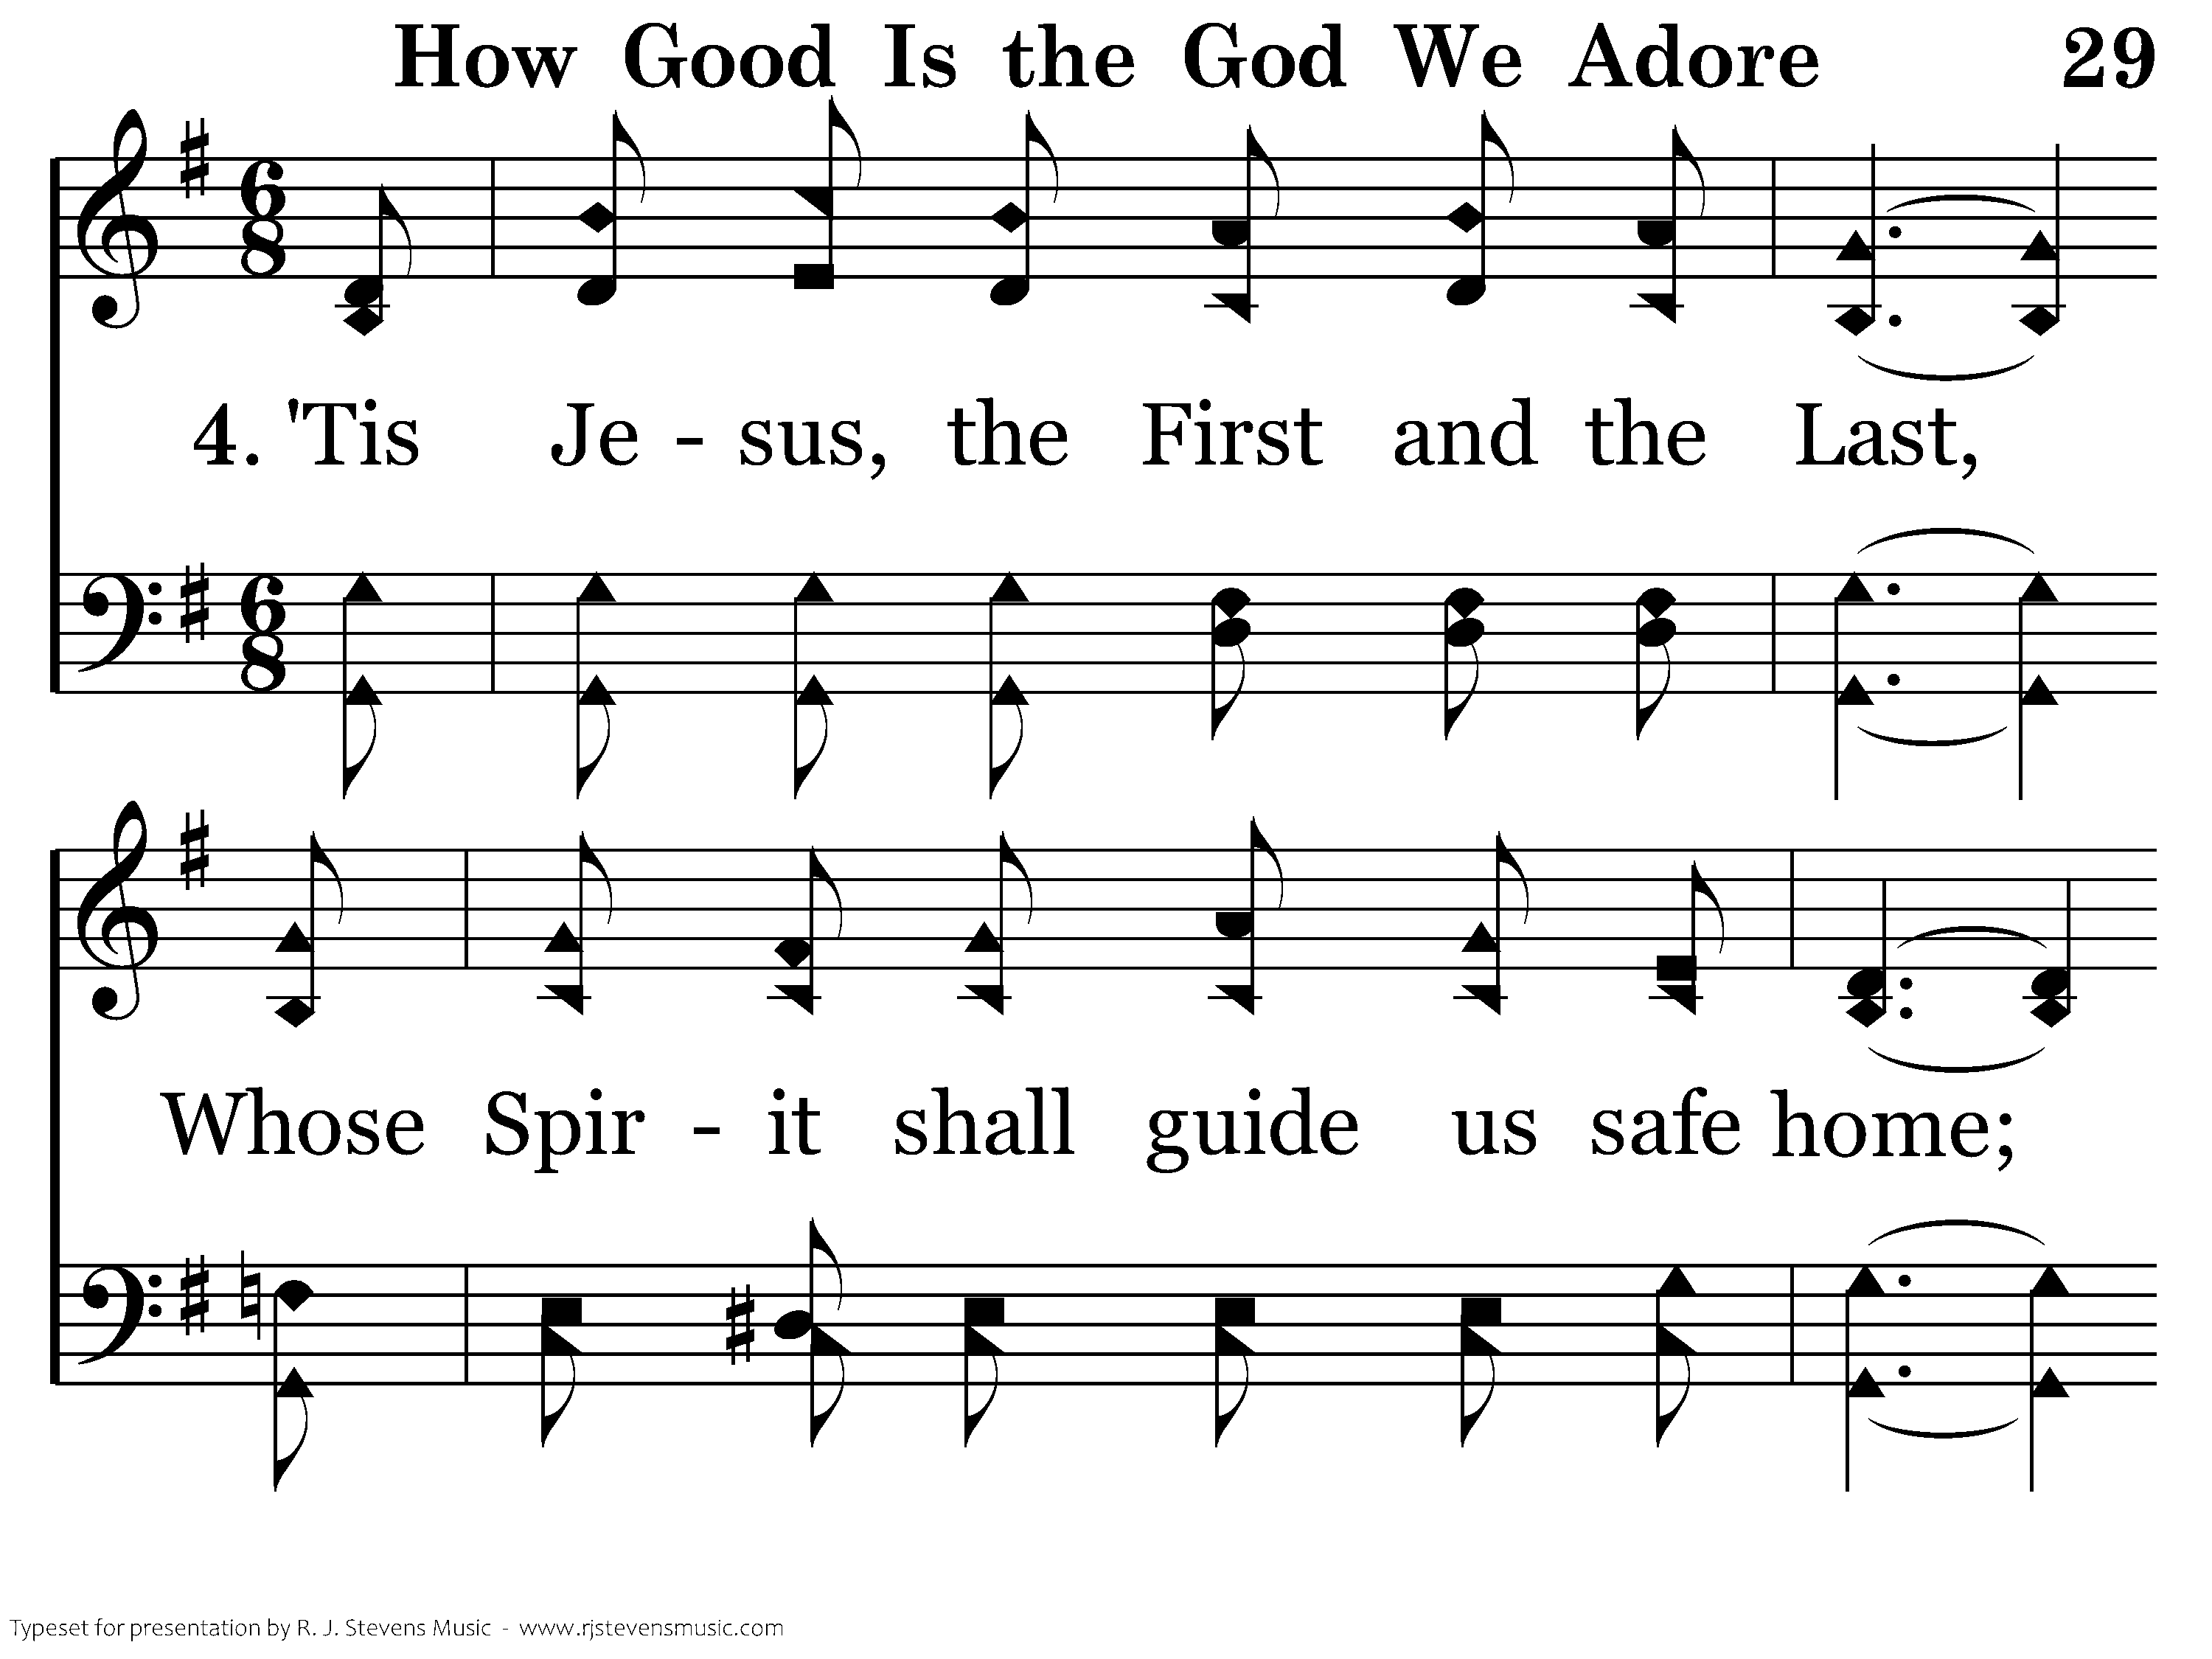 How Good Is the God We Adore 29
4. 'Tis Je - sus, the First and the Last,
Whose Spir - it shall guide us safe home;
Typeset for presentation by R. J. Stevens Music - www.rjstevensmusic.com